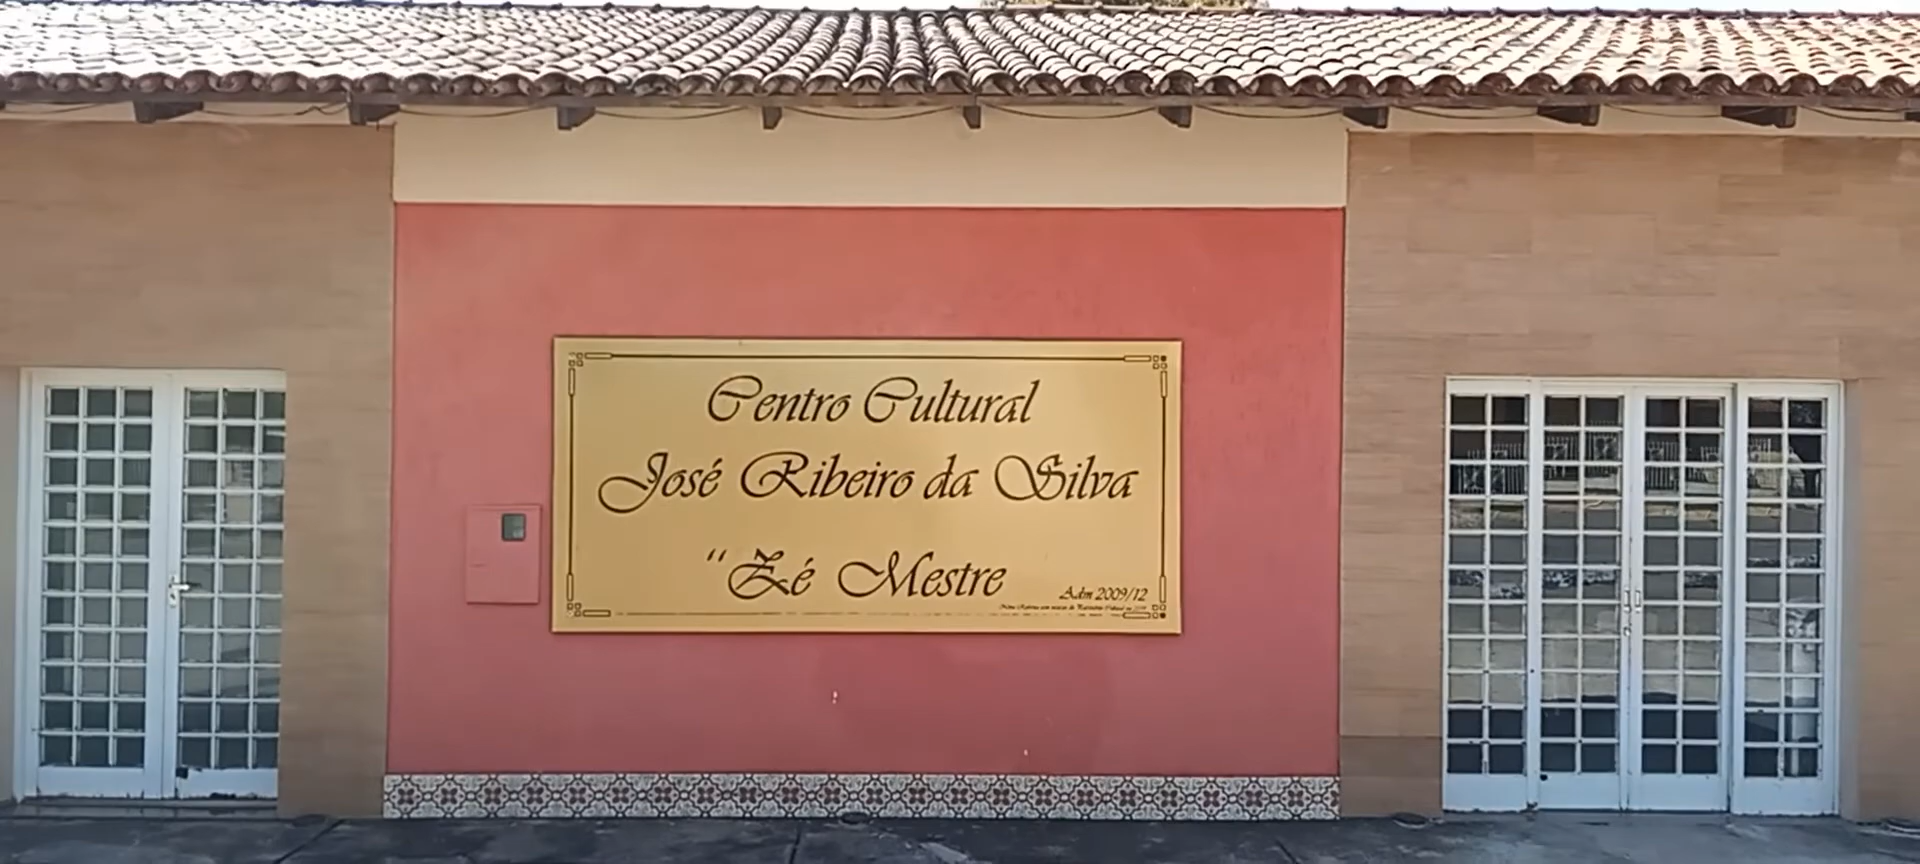 Centro Cultural
José Ribeiro da Silva
“Zé Mestre
Adm 2009/12